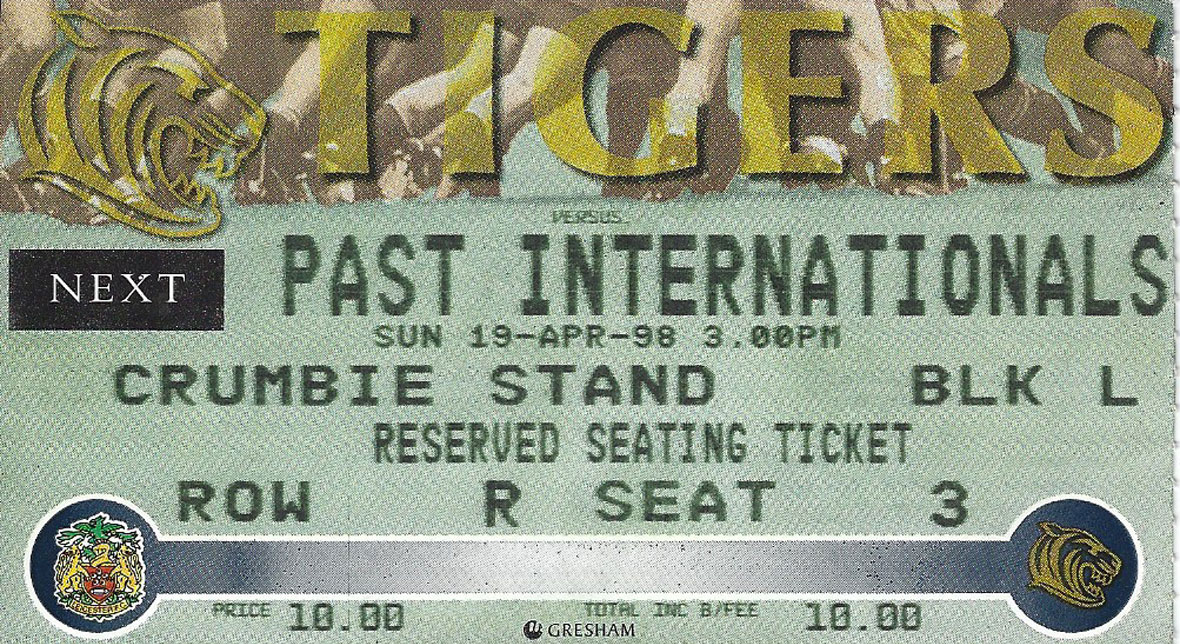 TIGERS
VERSUS
NEXT
PAST INTERNATIONALS
SUN 19-APR-98 3.00PM
CRUMBIE STAND BLK L
RESERVED SEATING TICKET
ROW R SEAT 3
LEICESTER F.C.
PRICE 10.00 TOTAL INC B/FEE 10.00
GRESHAM